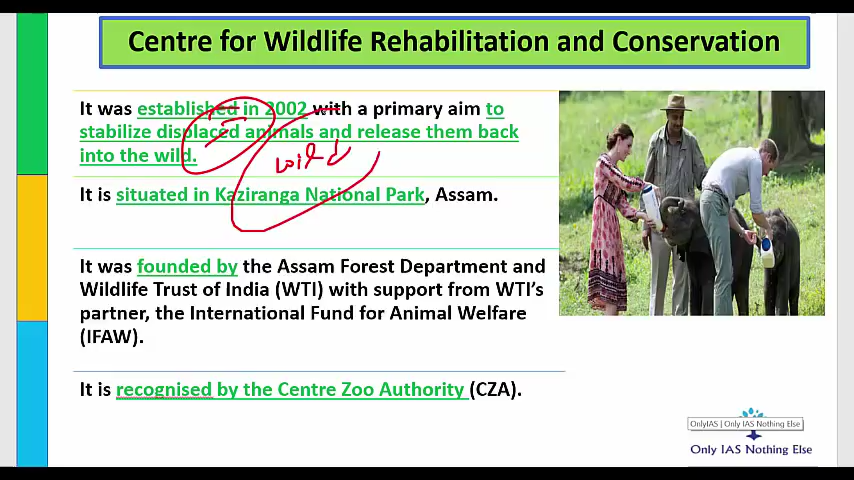 Centre for Wildlife Rehabilitation and Conservation
It was established in 2002 with a primary aim to
stabilize displaced animals and release them back
into the wild.
wild
It is situated in Kaziranga National Park, Assam.
It was founded by the Assam Forest Department and
Wildlife Trust of India (WTI) with support from WTI's
partner, the International Fund for Animal Welfare
(IFAW).
It is recognised by the Centre Zoo Authority (CZA).
OnlyIAS | Only IAS Nothing Else
Only IAS Nothing Else